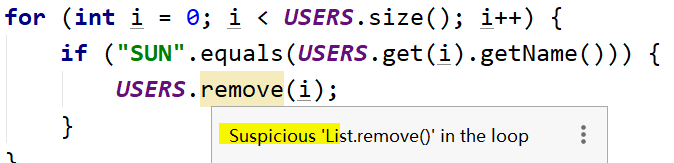 for (int i = 0; i < USERS.size(); i++) {
if ("SUN".equals(USERS.get(i).getName())) {
USERS.remove(i);
Suspicious 'List.remove()' in the loop
}
}